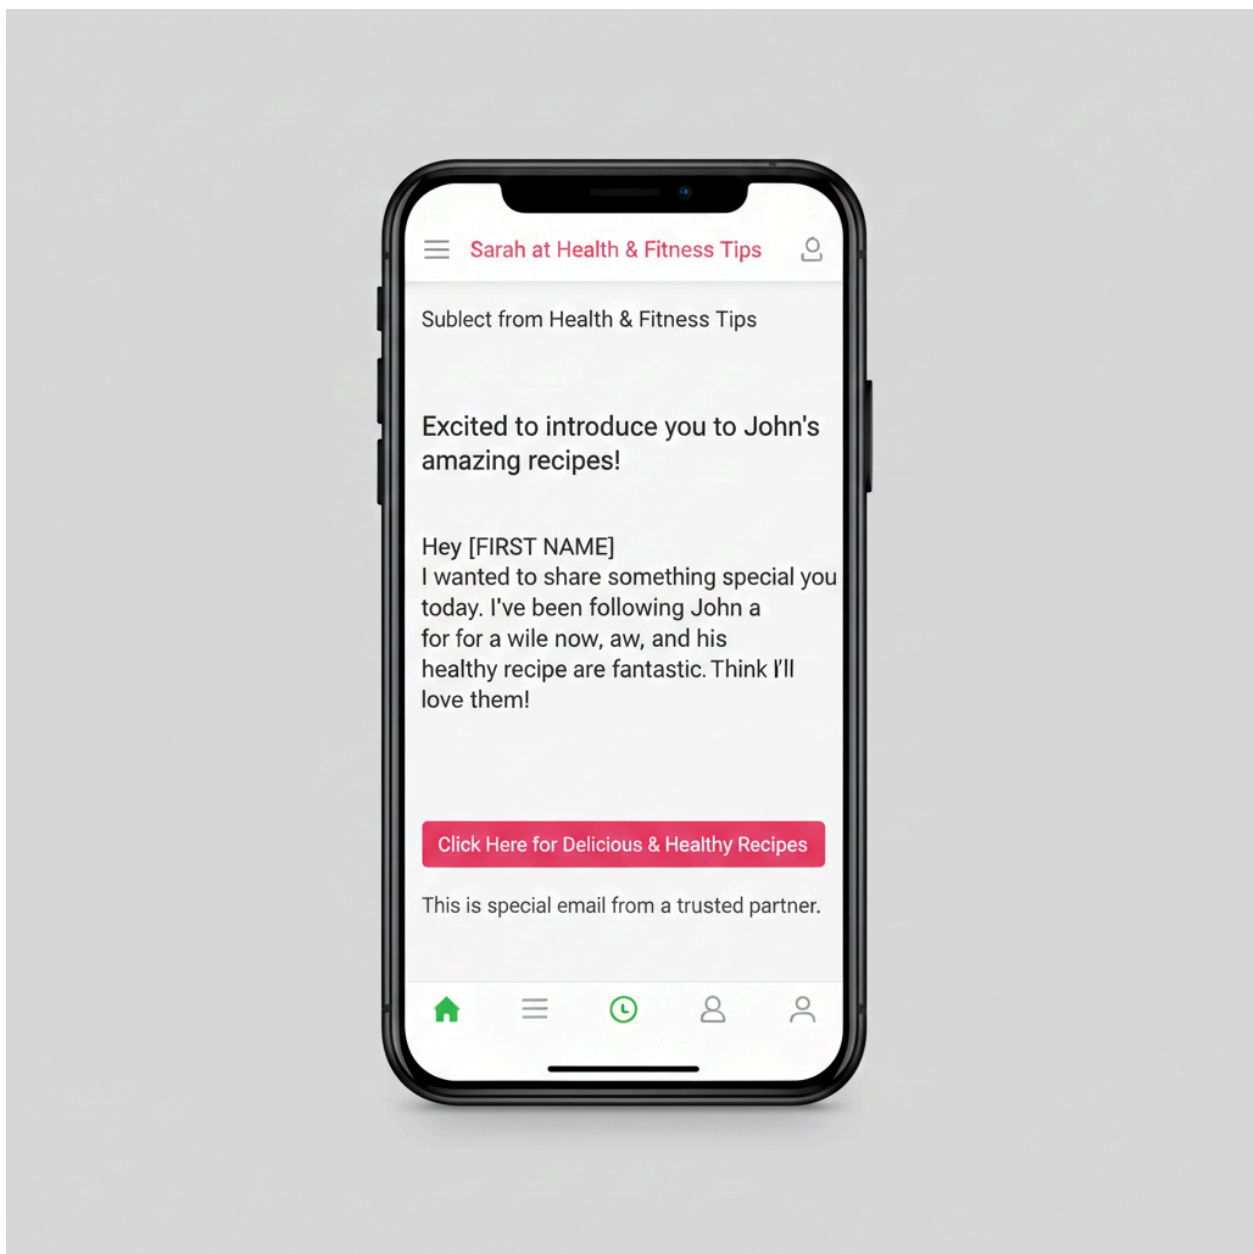 Sarah at Health & Fitness Tips
Sublect from Health & Fitness Tips
Excited to introduce you to John's
amazing recipes!
Hey [FIRST NAME]
I wanted to share something special you
today. I've been following John a
for for a wile now, aw, and his
healthy recipe are fantastic. Think I'll
love them!
Click Here for Delicious & Healthy Recipes
This is special email from a trusted partner.